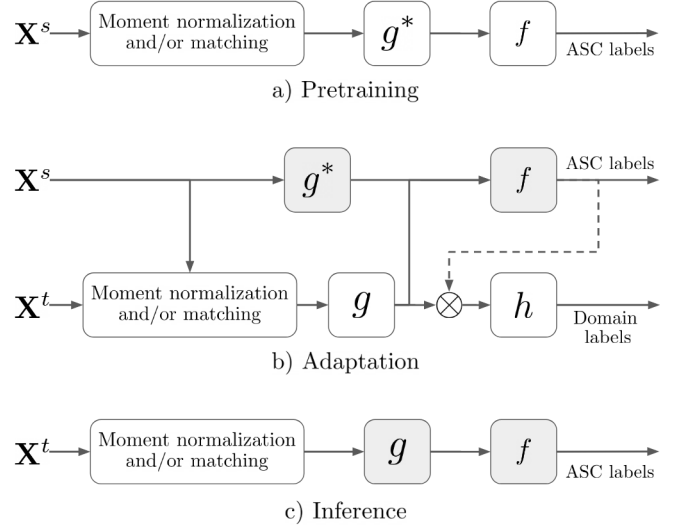 X^s Moment normalization g* f
and/or matching
ASC labels
a) Pretraining
X^s g* f ASC labels
X^t Moment normalization g ⊗ h
and/or matching
Domain
labels
b) Adaptation
X^t Moment normalization g f
and/or matching
ASC labels
c) Inference